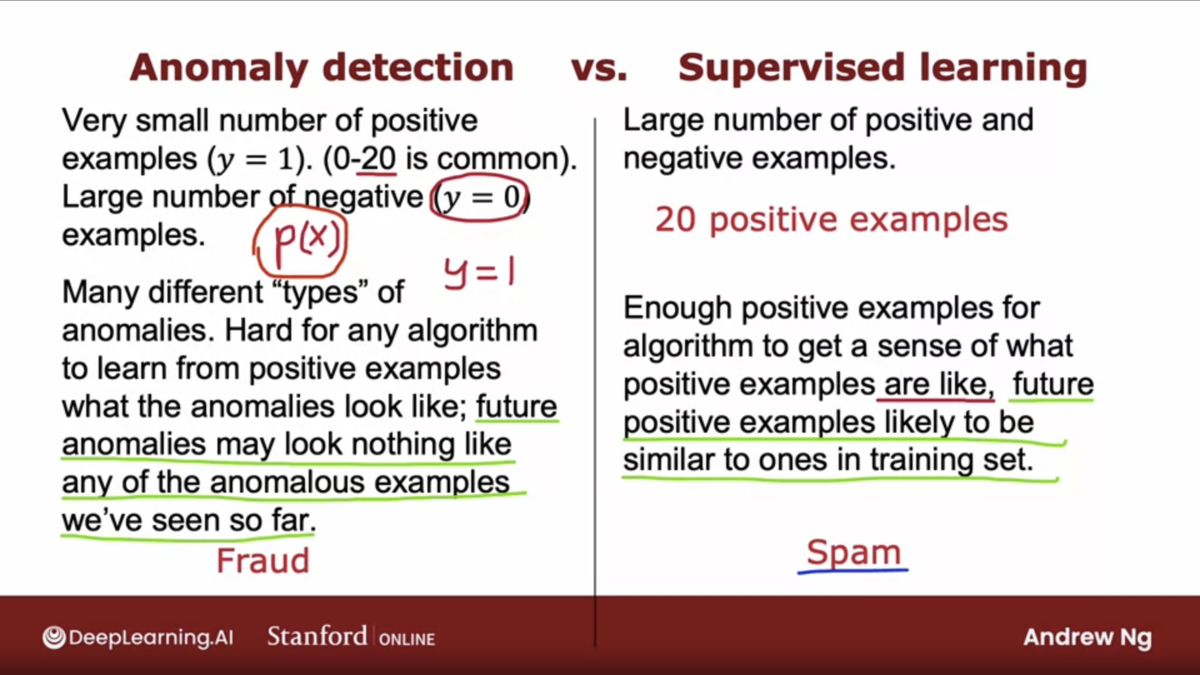 Anomaly detection vs. Supervised learning
Very small number of positive
examples (y = 1). (0-20 is common).
Large number of negative (y = 0)
examples.
p(x)
y=1
Many different “types” of
anomalies. Hard for any algorithm
to learn from positive examples
what the anomalies look like; future
anomalies may look nothing like
any of the anomalous examples
we’ve seen so far.
Fraud
Large number of positive and
negative examples.
20 positive examples
Enough positive examples for
algorithm to get a sense of what
positive examples are like, future
positive examples likely to be
similar to ones in training set.
Spam
DeepLearning.AI Stanford | ONLINE Andrew Ng